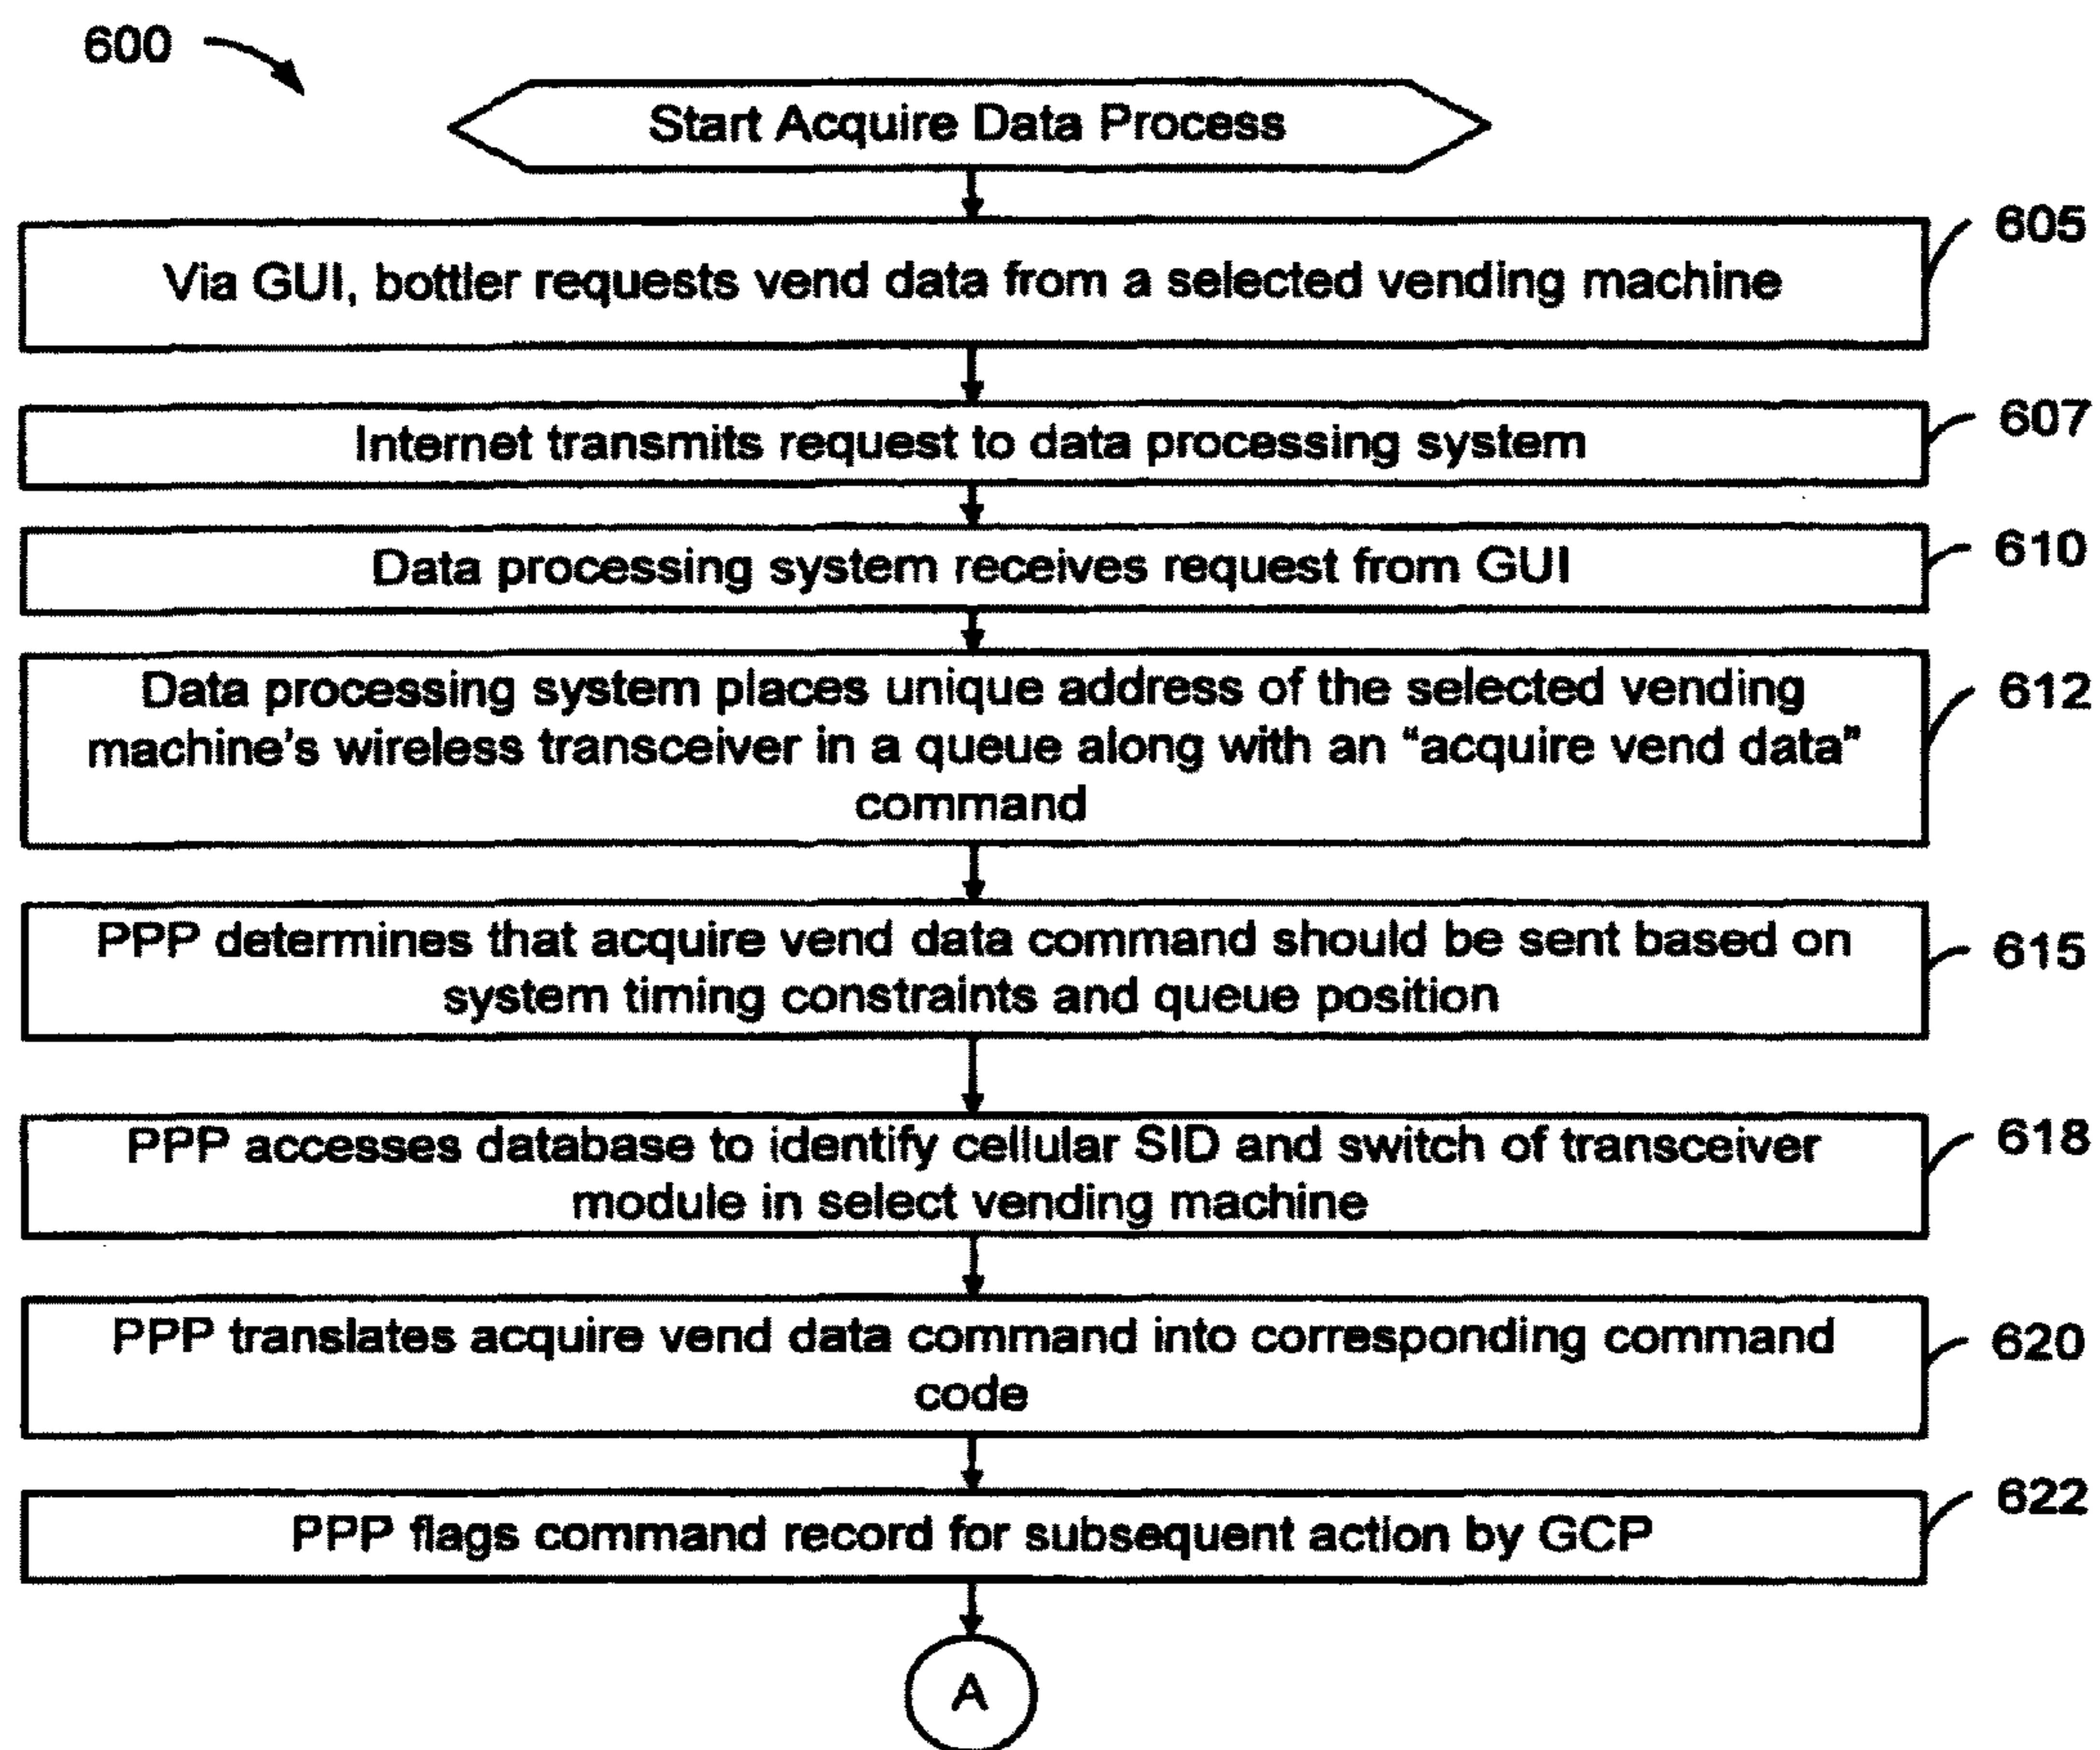 600
Start Acquire Data Process
605
Via GUI, bottler requests vend data from a selected vending machine
607
Internet transmits request to data processing system
610
Data processing system receives request from GUI
612
Data processing system places unique address of the selected vending
machine's wireless transceiver in a queue along with an “acquire vend data”
command
615
PPP determines that acquire vend data command should be sent based on
system timing constraints and queue position
618
PPP accesses database to identify cellular SID and switch of transceiver
module in select vending machine
620
PPP translates acquire vend data command into corresponding command
code
622
PPP flags command record for subsequent action by GCP
A